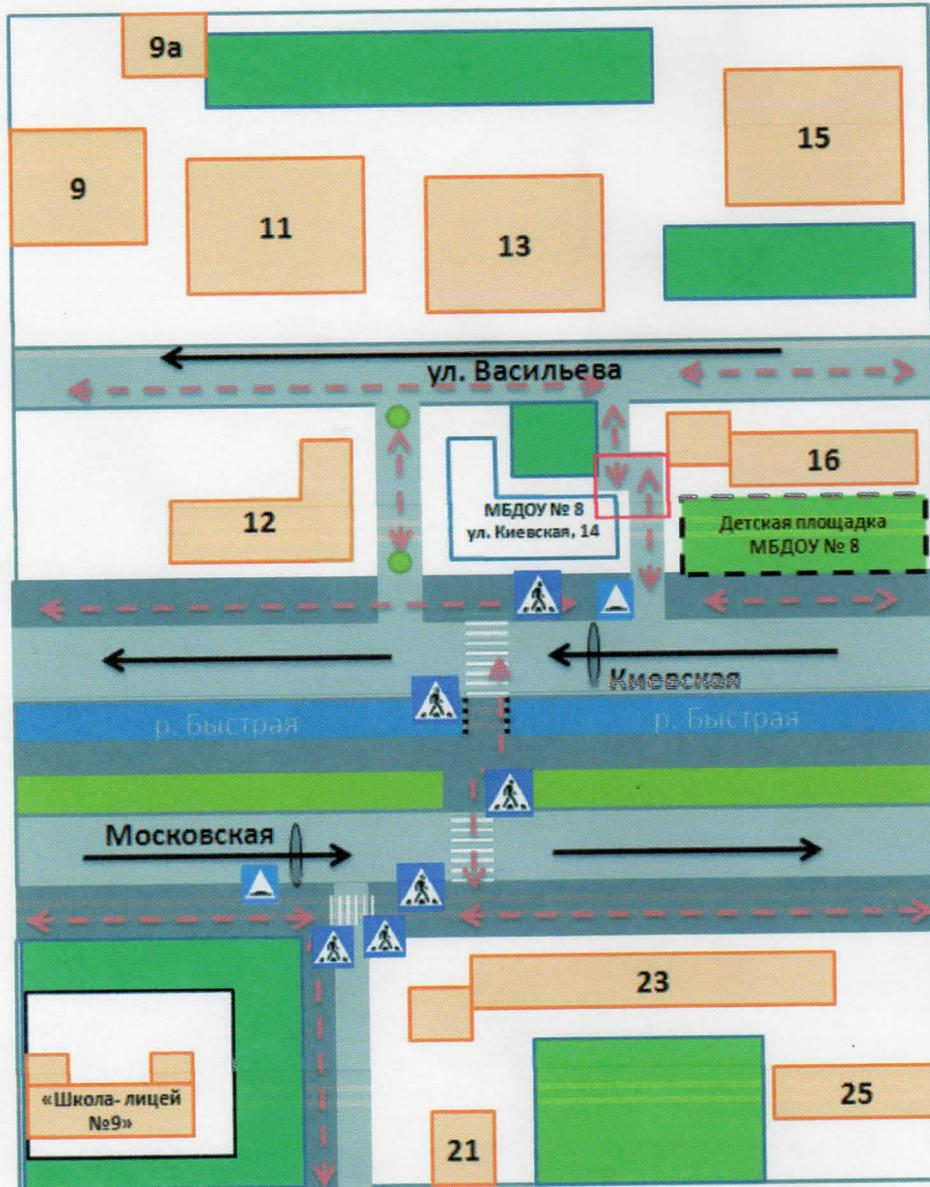 9а
15
9
11
13
ул. Васильева
16
МБДОУ № 8
ул. Киевская, 14
12
Детская площадка
МБДОУ № 8
Киевская
р. Быстрая
р. Быстрая
Московская
23
«Школа- лицей
№9»
25
21